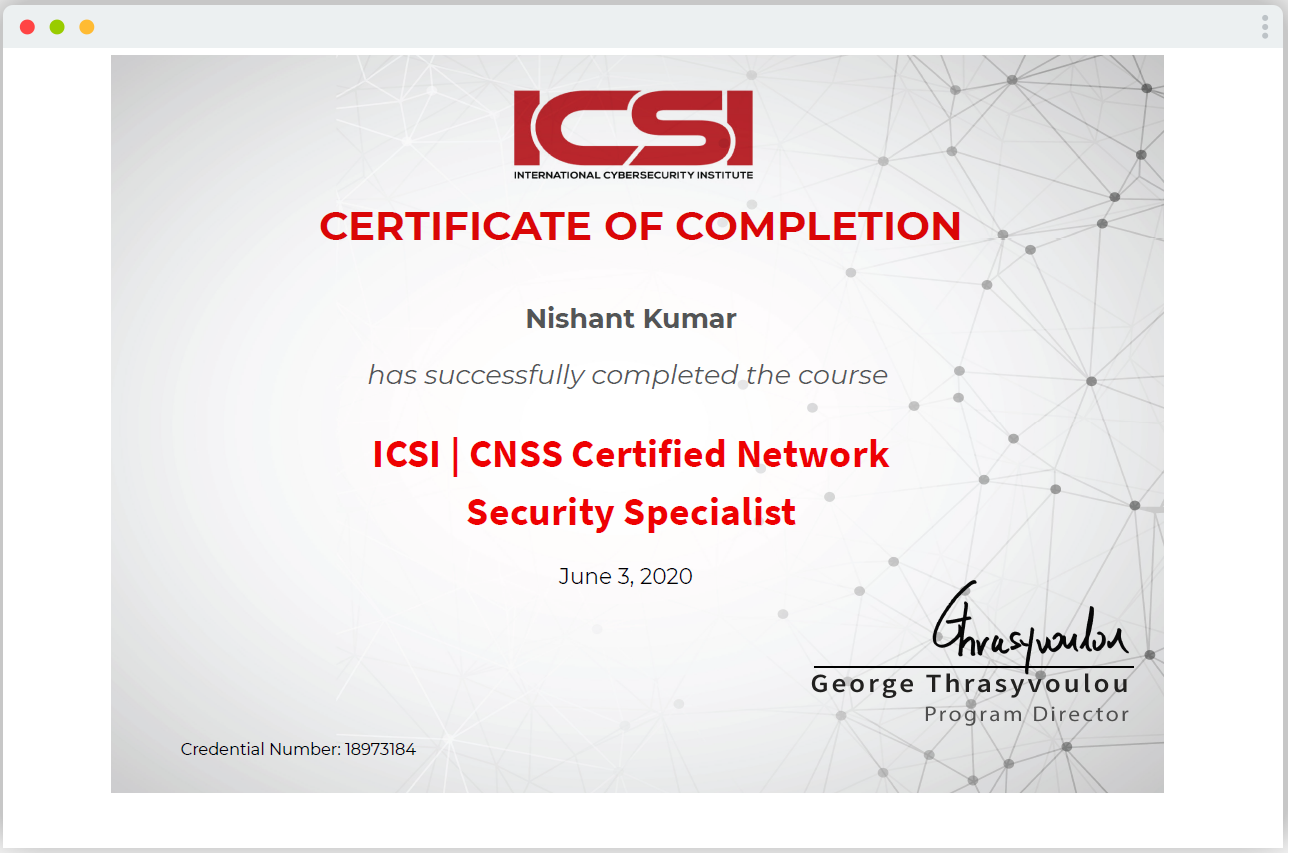 ICSI
INTERNATIONAL CYBERSECURITY INSTITUTE
CERTIFICATE OF COMPLETION
Nishant Kumar
has successfully completed the course
ICSI | CNSS Certified Network
Security Specialist
June 3, 2020
Thrasyvoulou
George Thrasyvoulou
Program Director
Credential Number: 18973184